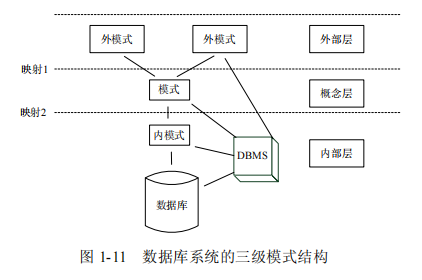 外模式 外模式 外部层
映射1
模式 概念层
映射2
内模式
DBMS 内部层
数据库
图 1-11 数据库系统的三级模式结构